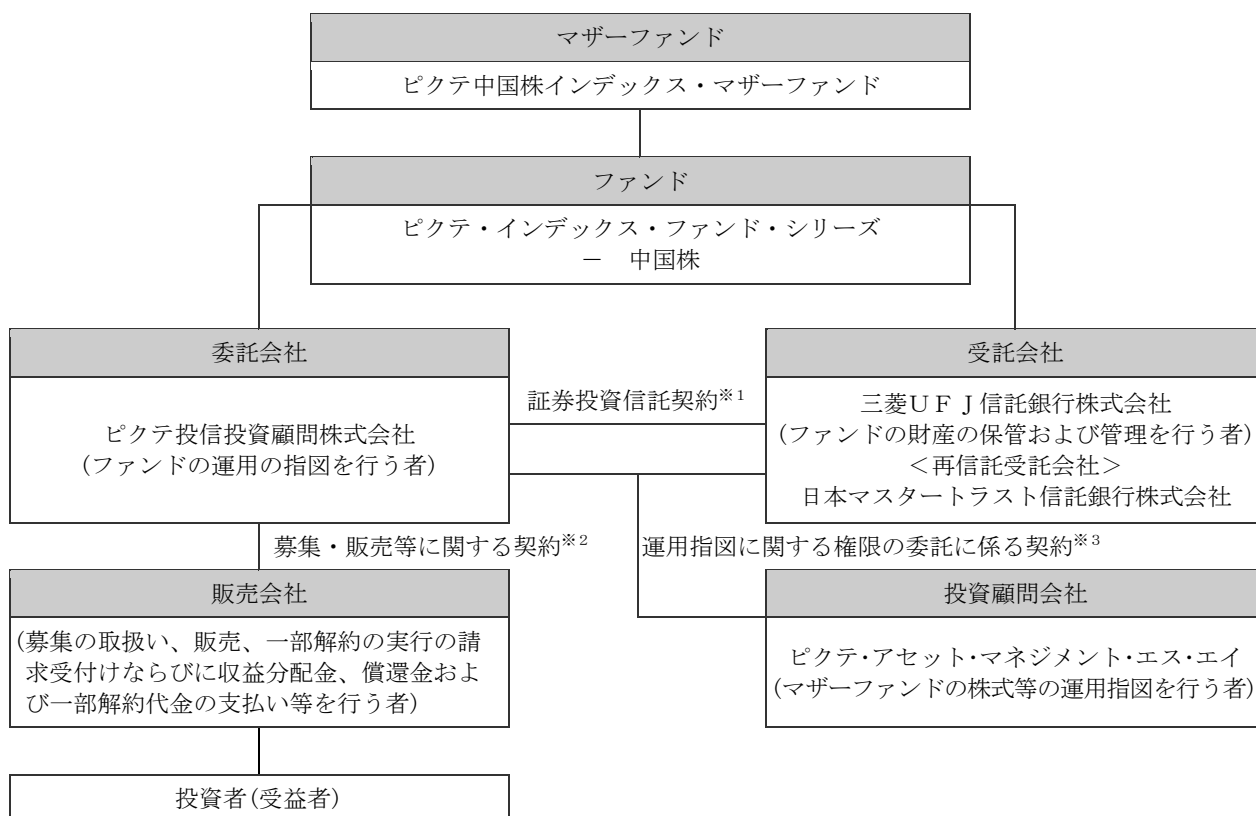 マザーファンド
ピクテ中国株インデックス・マザーファンド
ファンド
ピクテ・インデックス・ファンド・シリーズ
－　中国株
委託会社
ピクテ投信投資顧問株式会社
(ファンドの運用の指図を行う者)
証券投資信託契約※1
受託会社
三菱ＵＦＪ信託銀行株式会社
(ファンドの財産の保管および管理を行う者)
＜再信託受託会社＞
日本マスタートラスト信託銀行株式会社
募集・販売等に関する契約※2
運用指図に関する権限の委託に係る契約※3
販売会社
(募集の取扱い、販売、一部解約の実行の請
求受付けならびに収益分配金、償還金およ
び一部解約代金の支払い等を行う者)
投資顧問会社
ピクテ・アセット・マネジメント・エス・エイ
(マザーファンドの株式等の運用指図を行う者)
投資者(受益者)